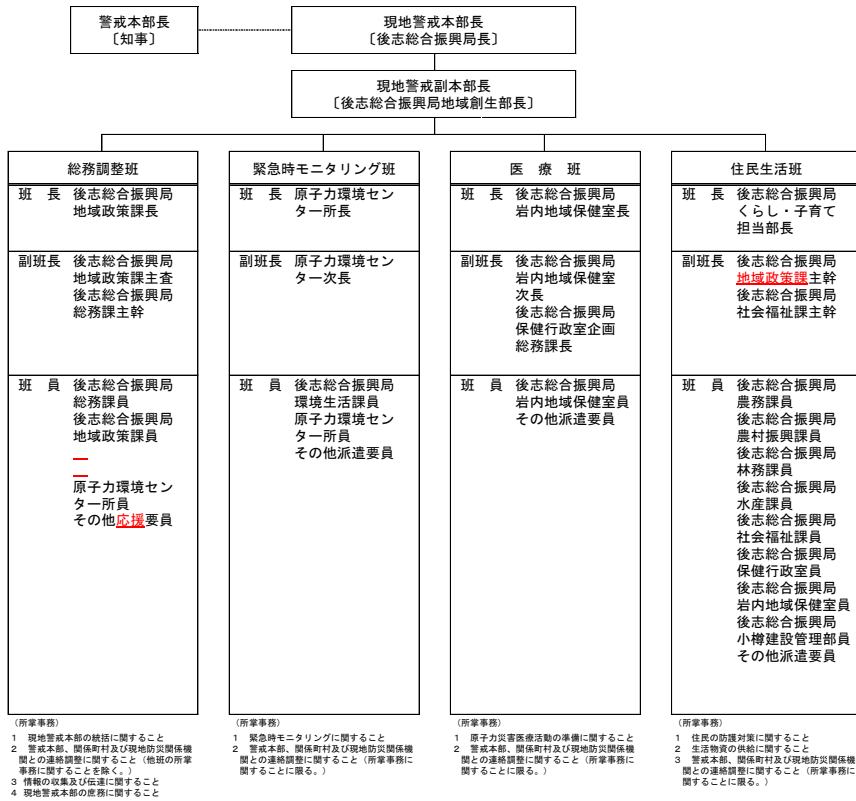 警戒本部長
〔知事〕
現地警戒本部長
〔後志総合振興局長〕
現地警戒副本部長
〔後志総合振興局地域創生部長〕
総務調整班
班　長　後志総合振興局
地域政策課長
副班長　後志総合振興局
地域政策課主査
後志総合振興局
総務課主幹
班　員　後志総合振興局
総務課員
後志総合振興局
地域政策課員
原子力環境セン
ター所員
その他応援要員
（所掌事務）
1　現地警戒本部の統括に関すること
2　警戒本部、関係町村及び現地防災関係機
関との連絡調整に関すること（他班の所掌
事務に関することを除く。）
3　情報の収集及び伝達に関すること
4　現地警戒本部の庶務に関すること
緊急時モニタリング班
班　長　原子力環境セン
ター所長
副班長　原子力環境セン
ター次長
班　員　後志総合振興局
環境生活課員
原子力環境セン
ター所員
その他派遣要員
（所掌事務）
1　緊急時モニタリングに関すること
2　警戒本部、関係町村及び現地防災関係機
関との連絡調整に関すること（所掌事務に
関することに限る。）
医　療　班
班　長　後志総合振興局
岩内地域保健室長
副班長　後志総合振興局
岩内地域保健室
次長
後志総合振興局
保健行政室企画
総務課長
班　員　後志総合振興局
岩内地域保健室員
その他派遣要員
（所掌事務）
1　原子力災害医療活動の準備に関すること
2　警戒本部、関係町村及び現地防災関係機
関との連絡調整に関すること（所掌事務に
関することに限る。）
住民生活班
班　長　後志総合振興局
くらし・子育て
担当部長
副班長　後志総合振興局
地域政策課主幹
後志総合振興局
社会福祉課主幹
班　員　後志総合振興局
農務課員
後志総合振興局
農村振興課員
後志総合振興局
林務課員
後志総合振興局
水産課員
後志総合振興局
社会福祉課員
後志総合振興局
保健行政室員
後志総合振興局
岩内地域保健室員
後志総合振興局
小樽建設管理部員
その他派遣要員
（所掌事務）
1　住民の防護対策に関すること
2　生活物資の供給に関すること
3　警戒本部、関係町村及び現地防災関係機
関との連絡調整に関すること（所掌事務に
関することに限る。）